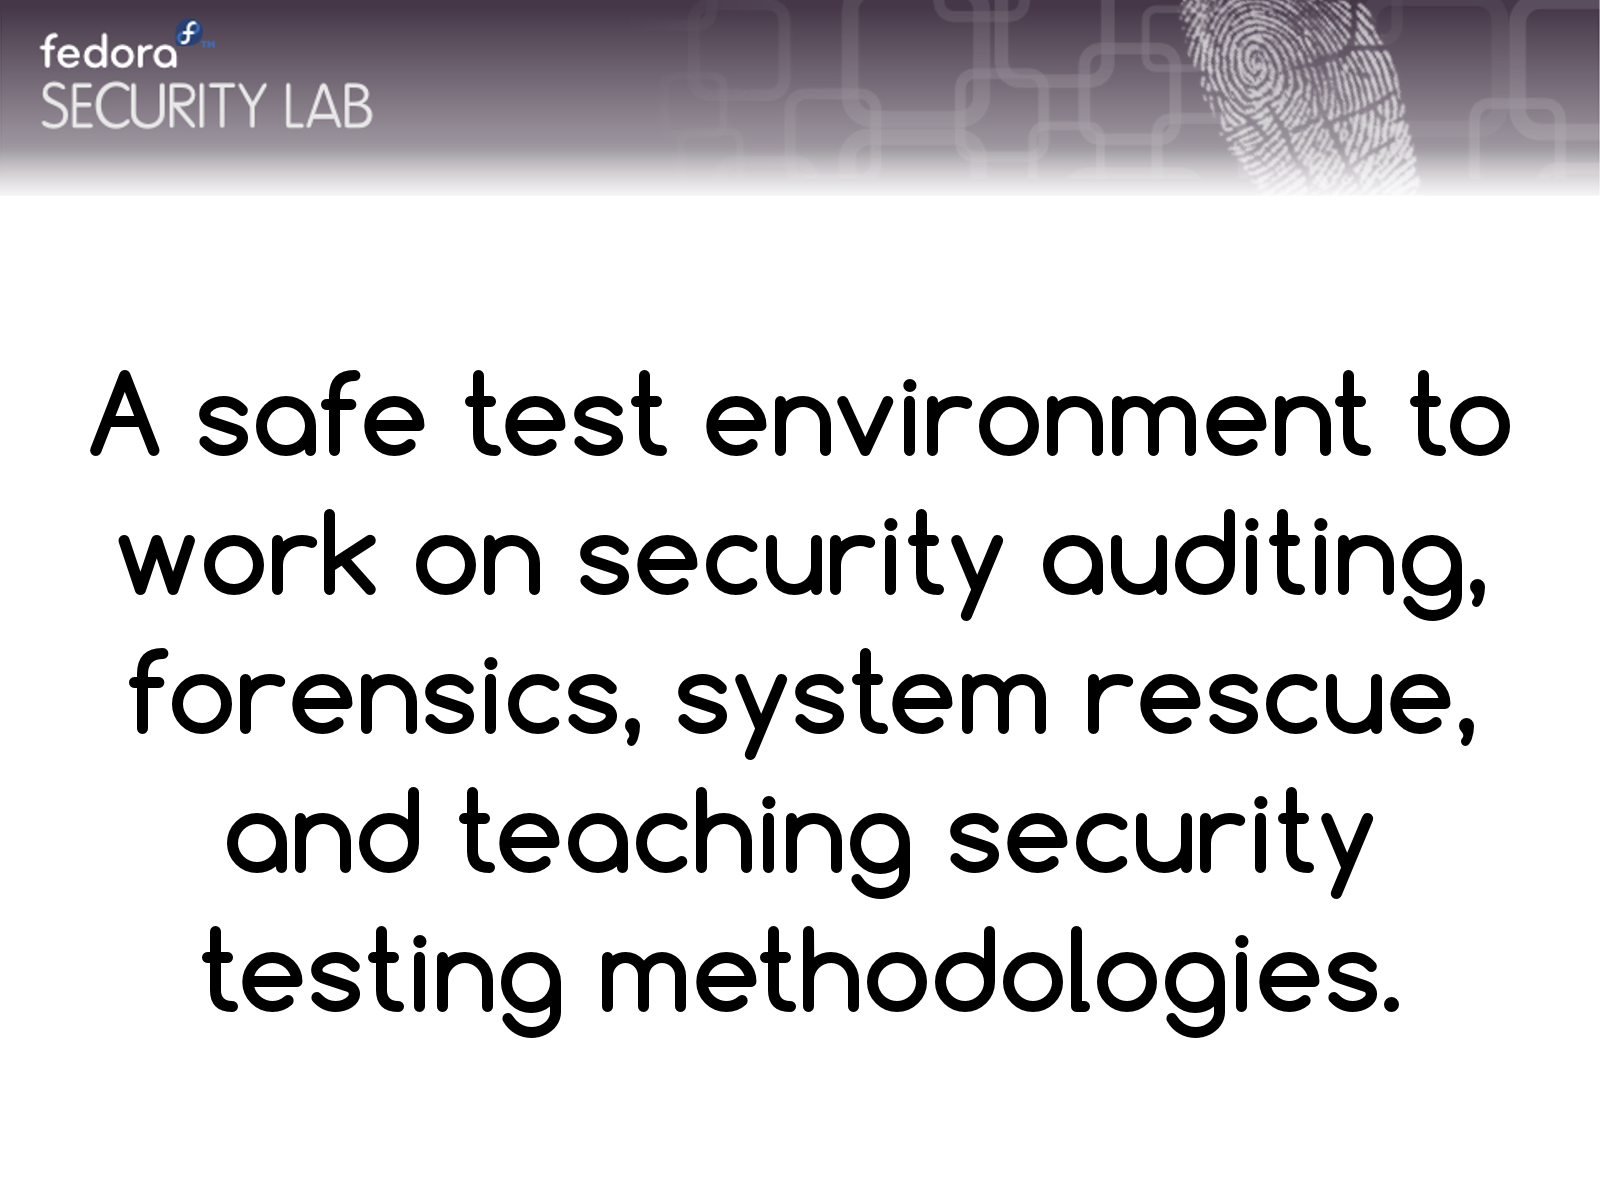 fedora™
SECURITY LAB
A safe test environment to
work on security auditing,
forensics, system rescue,
and teaching security
testing methodologies.